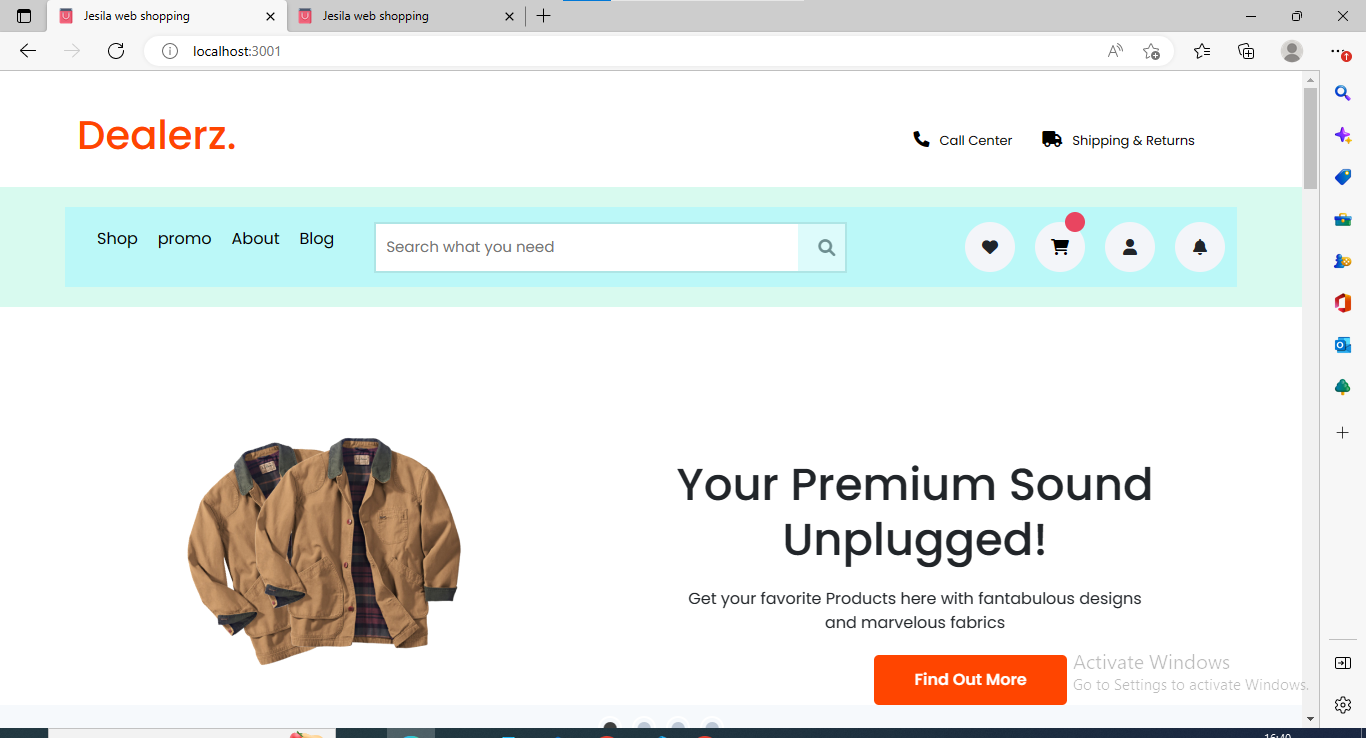 Jesila web shopping
Jesila web shopping
localhost:3001
Dealerz.
Call Center
Shipping & Returns
Shop promo About Blog
Search what you need
Your Premium Sound
Unplugged!
Get your favorite Products here with fantabulous designs
and marvelous fabrics
Find Out More
Activate Windows
Go to Settings to activate Windows.